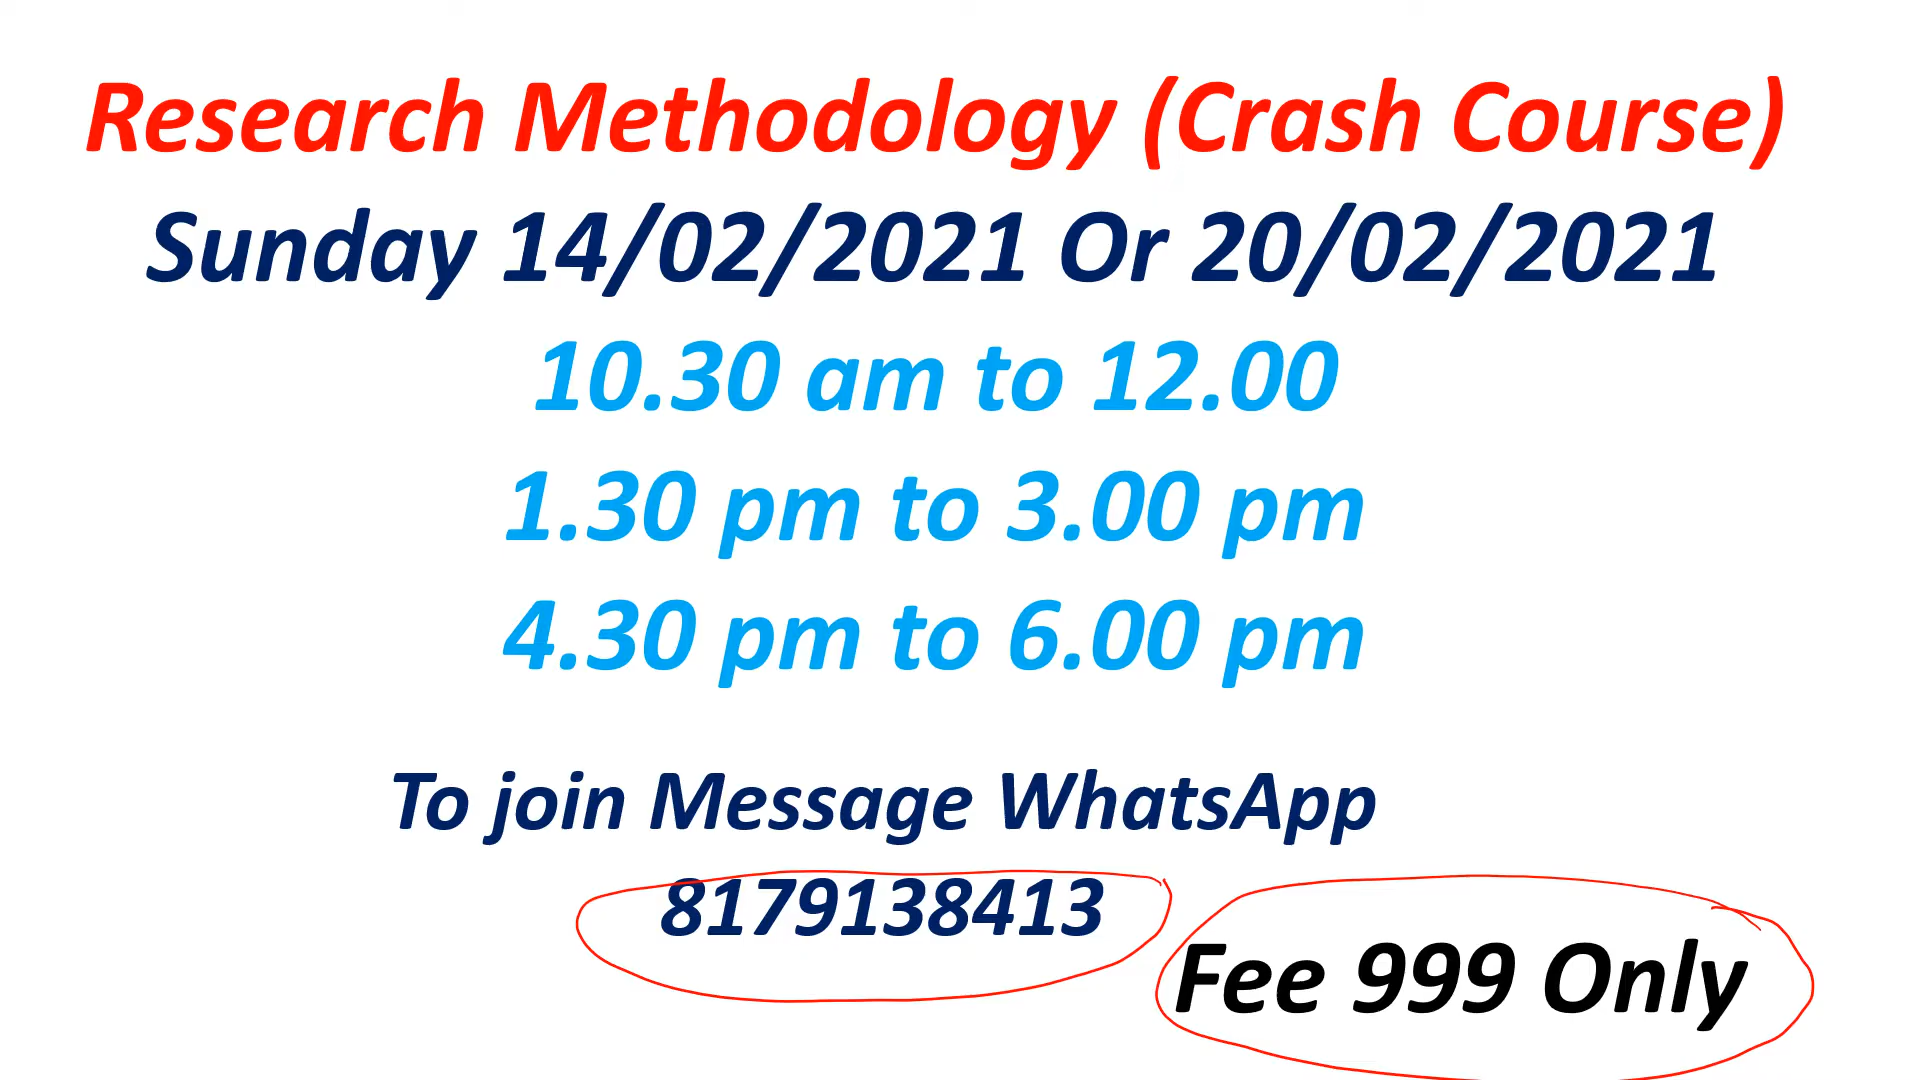 Research Methodology (Crash Course)
Sunday 14/02/2021 Or 20/02/2021
10.30 am to 12.00
1.30 pm to 3.00 pm
4.30 pm to 6.00 pm
To join Message WhatsApp
8179138413
Fee 999 Only